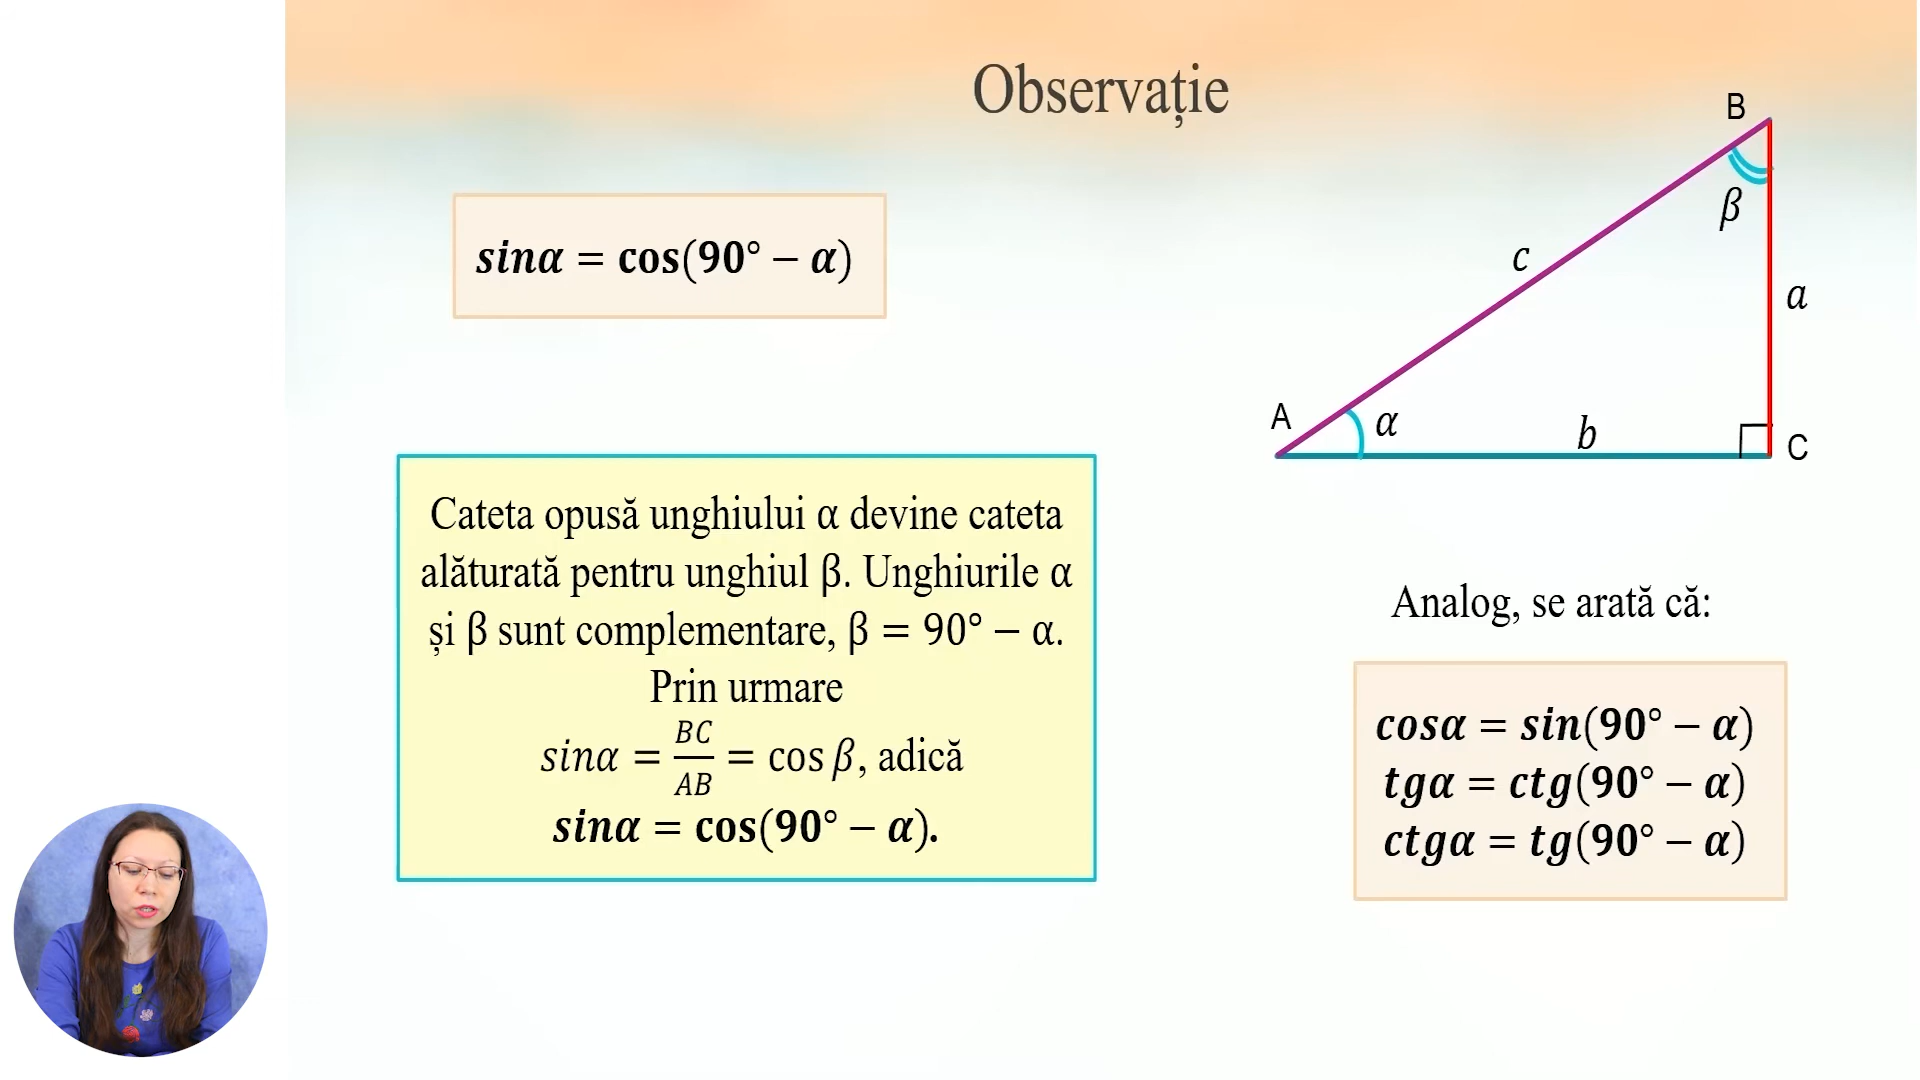 Observație
sinα = cos(90° − α)
B
β
c
a
A
α
b
C
Cateta opusă unghiului α devine cateta
alăturată pentru unghiul β. Unghiurile α
și β sunt complementare, β = 90° − α.
Prin urmare
sinα = BC/AB = cos β, adică
sinα = cos(90° − α).
Analog, se arată că:
cosα = sin(90° − α)
tgα = ctg(90° − α)
ctgα = tg(90° − α)